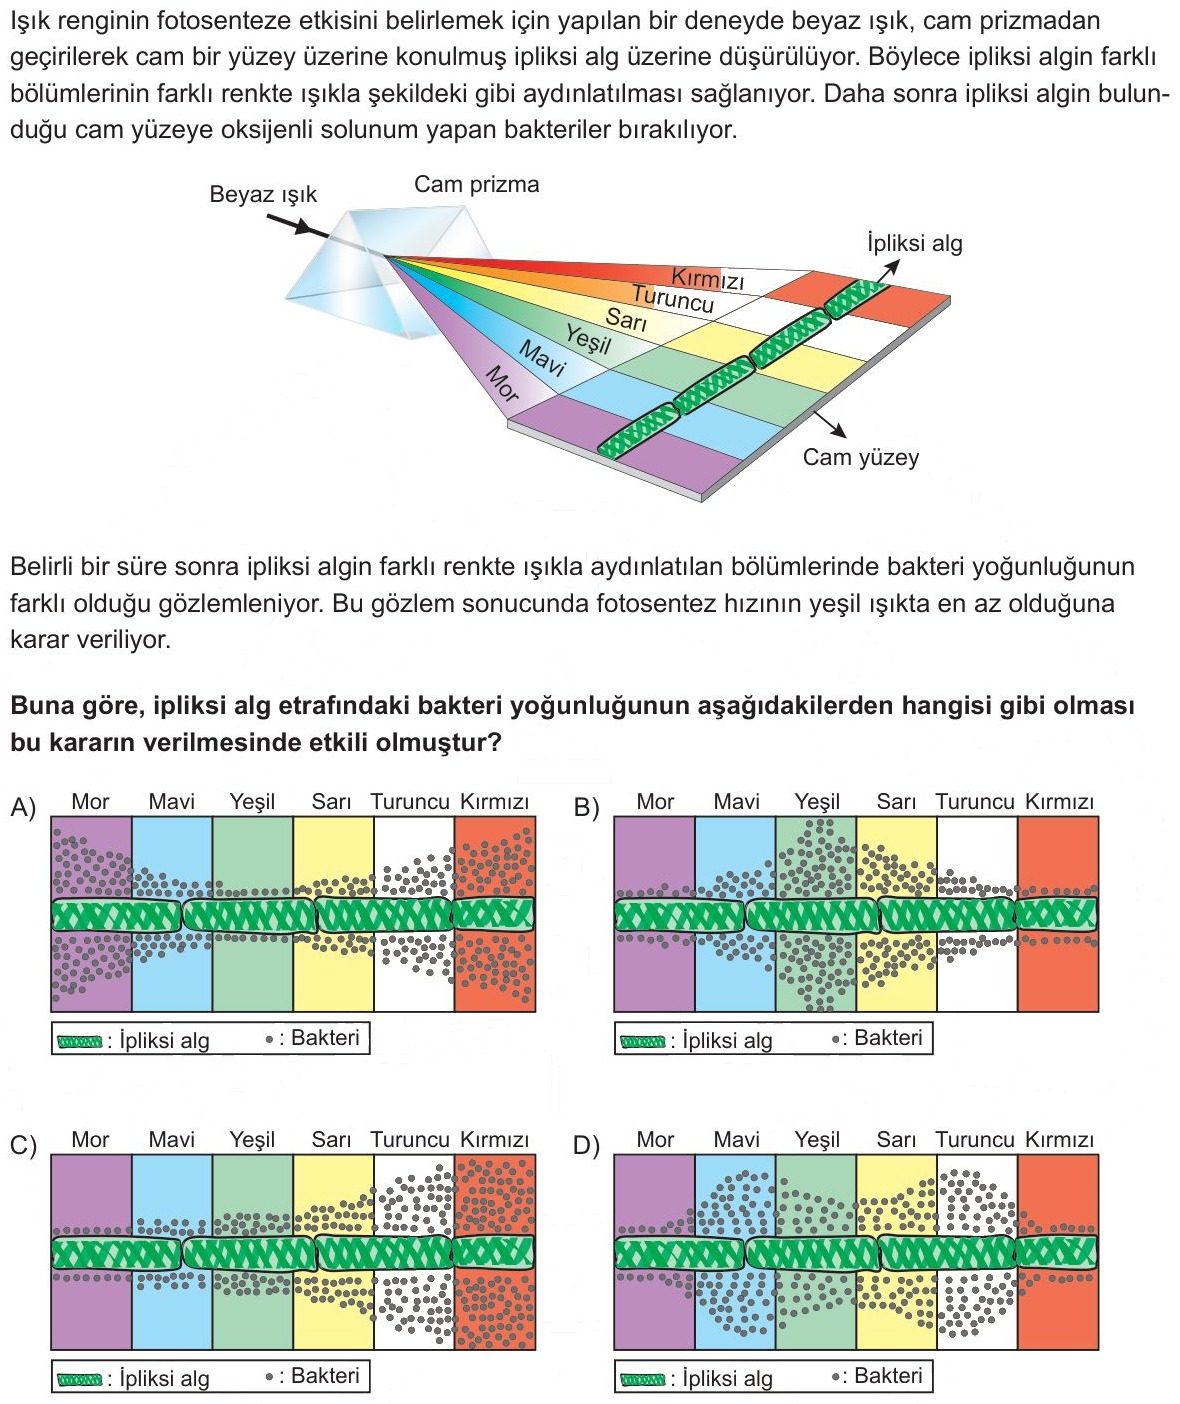 Işık renginin fotosenteze etkisini belirlemek için yapılan bir deneyde beyaz ışık, cam prizmadan
geçirilerek cam bir yüzey üzerine konulmuş ipliksi alg üzerine düşürülüyor. Böylece ipliksi algin farklı
bölümlerinin farklı renkte ışıkla şekildeki gibi aydınlatılması sağlanıyor. Daha sonra ipliksi algin bulun-
duğu cam yüzeye oksijenli solunum yapan bakteriler bırakılıyor.
Beyaz ışık
Cam prizma
İpliksi alg
Kırmızı
Turuncu
Sarı
Yeşil
Mavi
Mor
Cam yüzey
Belirli bir süre sonra ipliksi algin farklı renkte ışıkla aydınlatılan bölümlerinde bakteri yoğunluğunun
farklı olduğu gözlemleniyor. Bu gözlem sonucunda fotosentez hızının yeşil ışıkta en az olduğuna
karar veriliyor.
Buna göre, ipliksi alg etrafındaki bakteri yoğunluğunun aşağıdakilerden hangisi gibi olması
bu kararın verilmesinde etkili olmuştur?
A) Mor Mavi Yeşil Sarı Turuncu Kırmızı
: İpliksi alg : Bakteri
B) Mor Mavi Yeşil Sarı Turuncu Kırmızı
: İpliksi alg : Bakteri
C) Mor Mavi Yeşil Sarı Turuncu Kırmızı
: İpliksi alg : Bakteri
D) Mor Mavi Yeşil Sarı Turuncu Kırmızı
: İpliksi alg : Bakteri